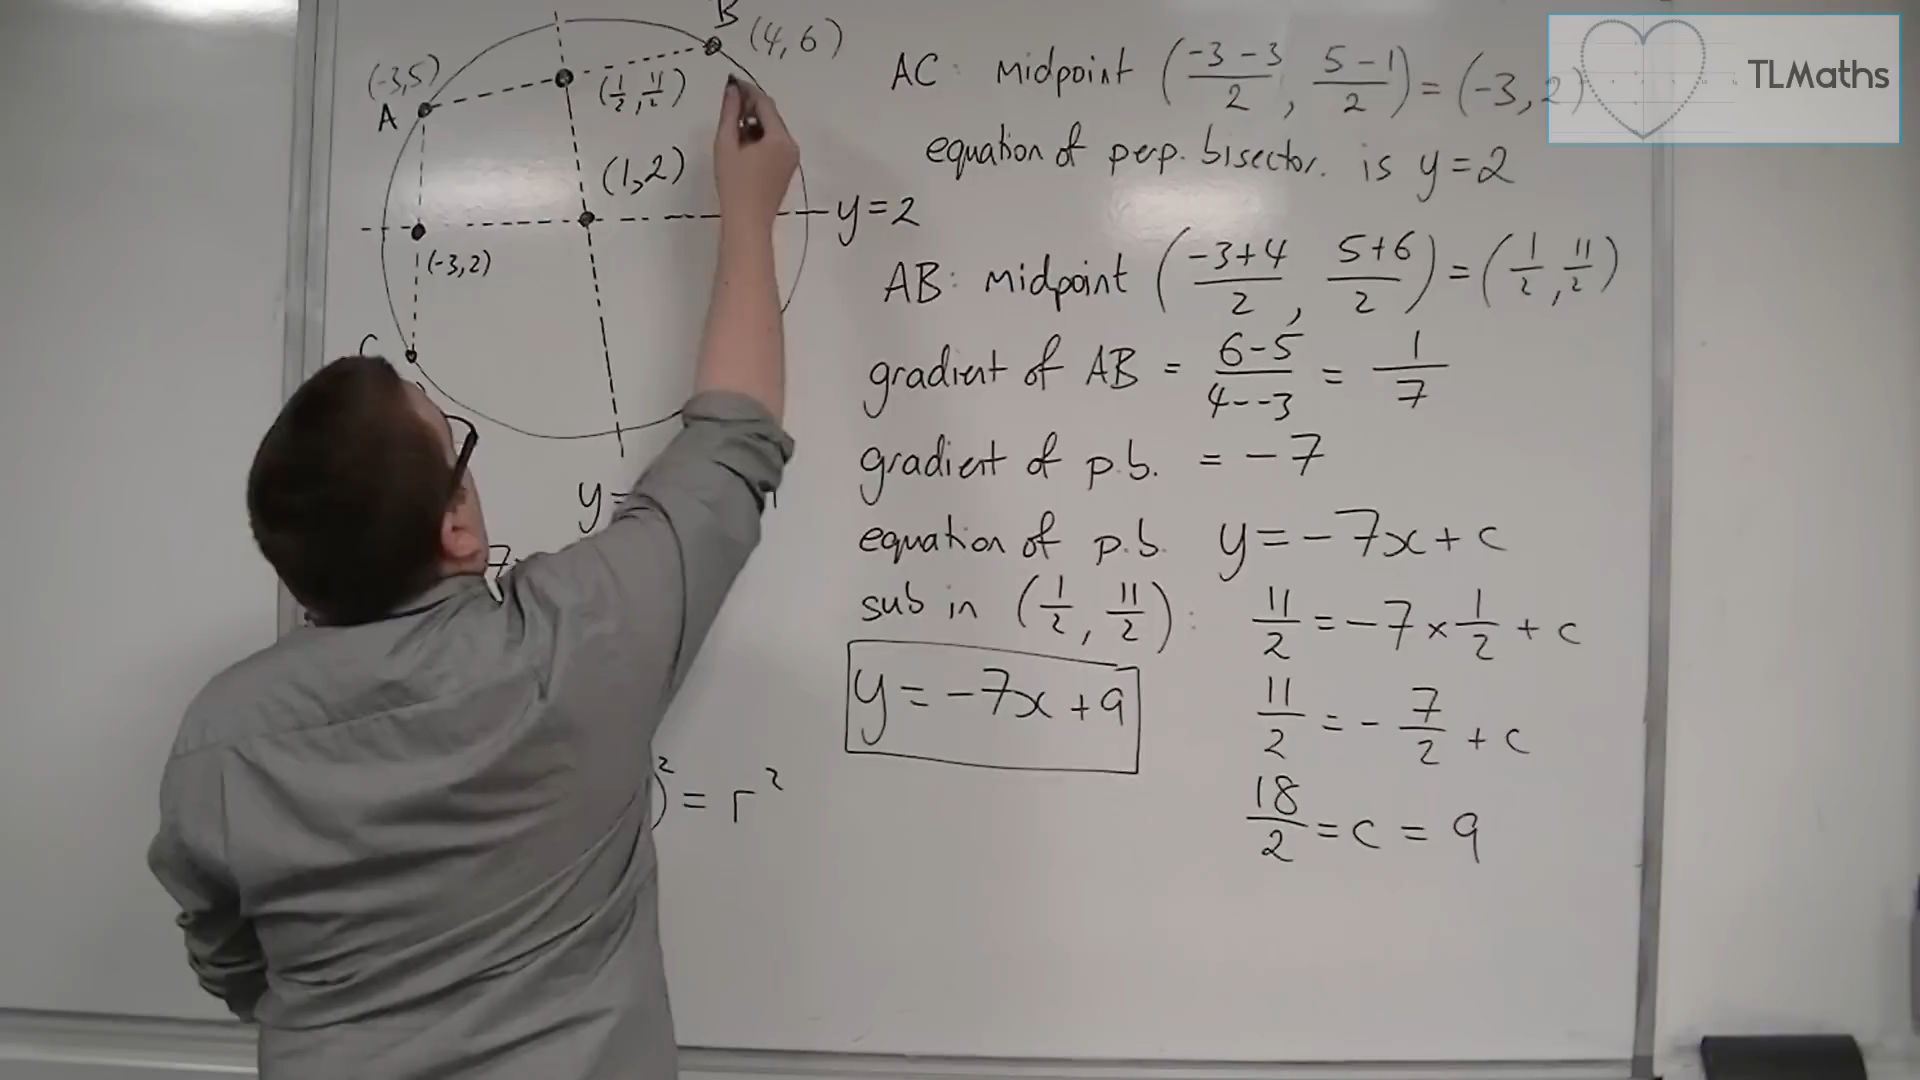 B (4, 6)
(-3,5)
A
(1/2, 11/2)
(1,2)
y=2
(-3,2)
C
y=
7
)² = r²
AC: midpoint ((-3-3)/2, (5-1)/2) = (-3, 2)
equation of perp. bisector. is y=2
AB: midpoint ((-3+4)/2, (5+6)/2) = (1/2, 11/2)
gradient of AB = (6-5)/(4--3) = 1/7
gradient of p.b. = -7
equation of p.b. y = -7x + c
sub in (1/2, 11/2): 11/2 = -7 × 1/2 + c
11/2 = -7/2 + c
18/2 = c = 9
y = -7x + 9
TLMaths